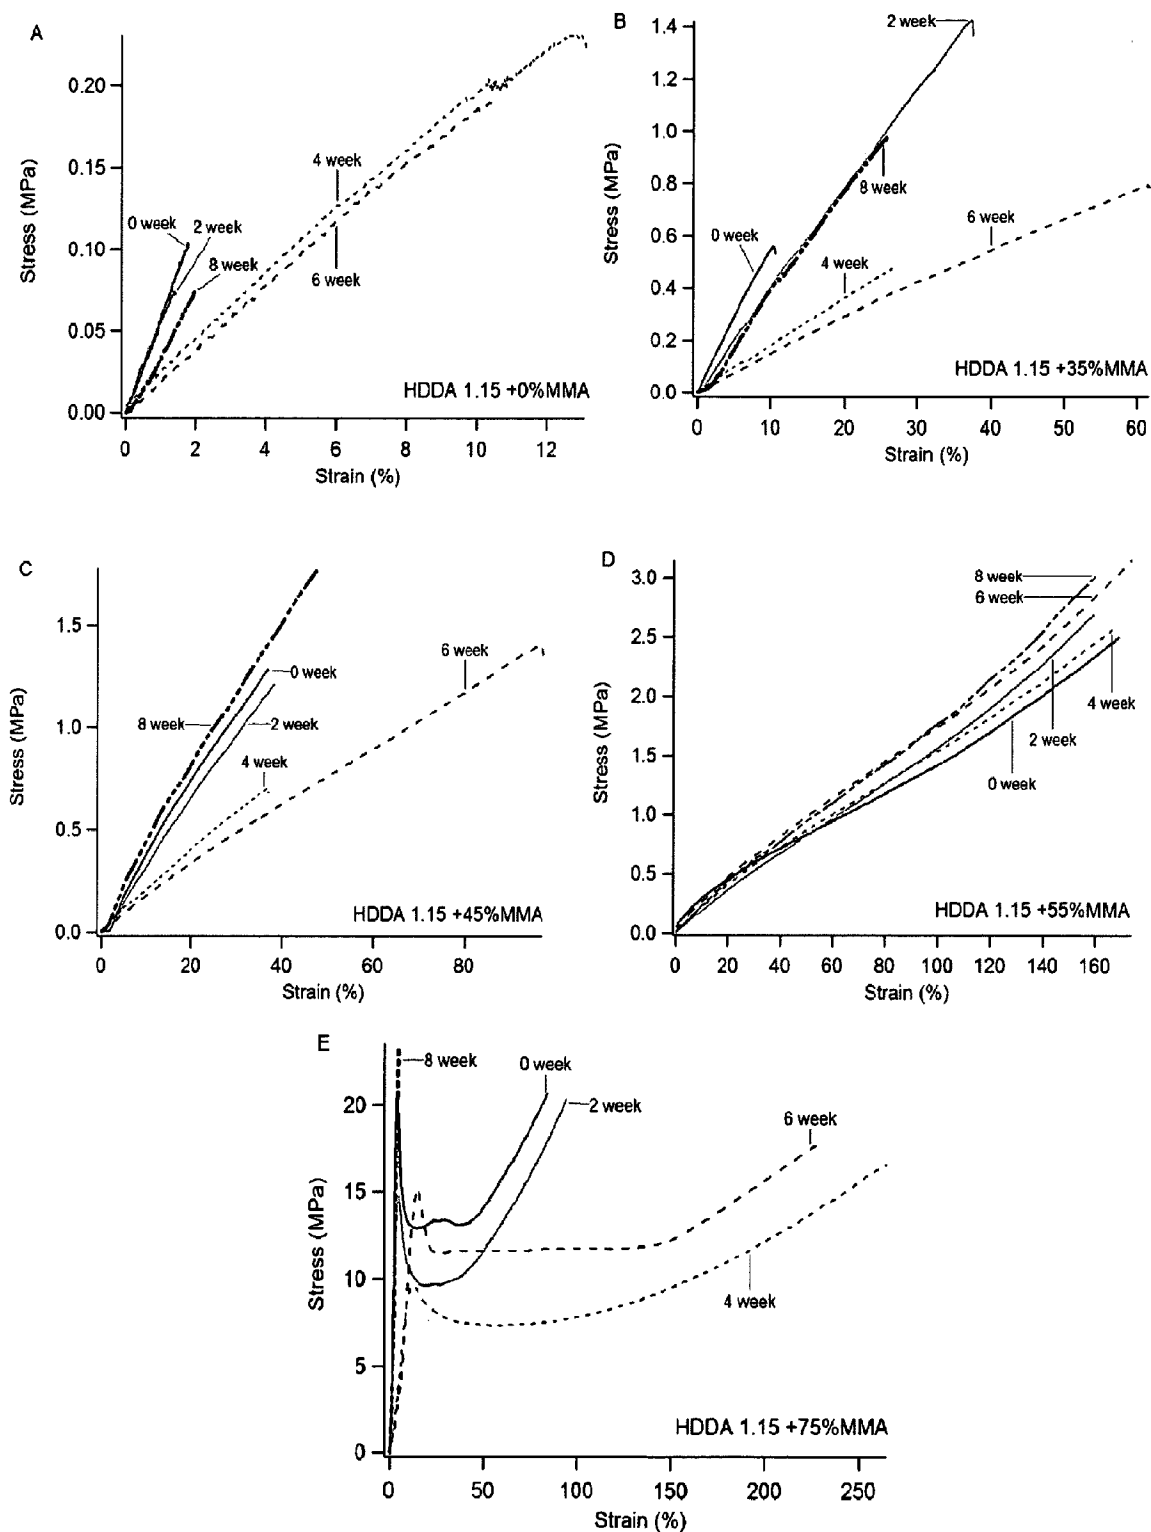 A
0.20
0.15
0.10
0.05
0.00
Stress (MPa)
4 week
0 week
2 week
8 week
6 week
HDDA 1.15 +0%MMA
0 2 4 6 8 10 12
Strain (%)
B
1.4
1.2
1.0
0.8
0.6
0.4
0.2
0.0
Stress (MPa)
2 week
8 week
6 week
0 week
4 week
HDDA 1.15 +35%MMA
0 10 20 30 40 50 60
Strain (%)
C
1.5
1.0
0.5
0.0
Stress (MPa)
6 week
0 week
8 week
2 week
4 week
HDDA 1.15 +45%MMA
0 20 40 60 80
Strain (%)
D
3.0
2.5
2.0
1.5
1.0
0.5
0.0
Stress (MPa)
8 week
6 week
4 week
2 week
0 week
HDDA 1.15 +55%MMA
0 20 40 60 80 100 120 140 160
Strain (%)
E
20
15
10
5
0
Stress (MPa)
8 week
0 week
2 week
6 week
4 week
HDDA 1.15 +75%MMA
0 50 100 150 200 250
Strain (%)